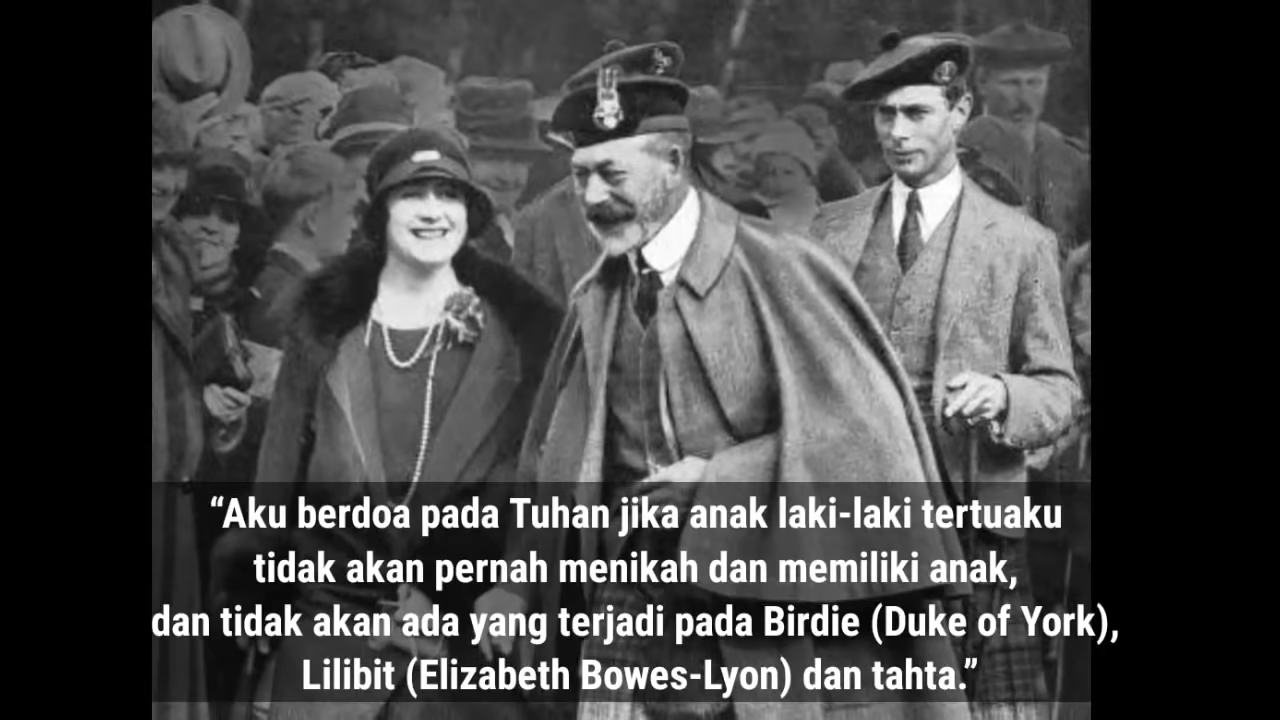 “Aku berdoa pada Tuhan jika anak laki-laki tertuaku
tidak akan pernah menikah dan memiliki anak,
dan tidak akan ada yang terjadi pada Birdie (Duke of York),
Lilibit (Elizabeth Bowes-Lyon) dan tahta.”